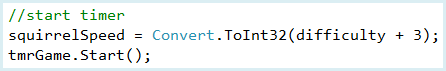 //start timer
squirrelSpeed = Convert.ToInt32(difficulty + 3);
tmrGame.Start();